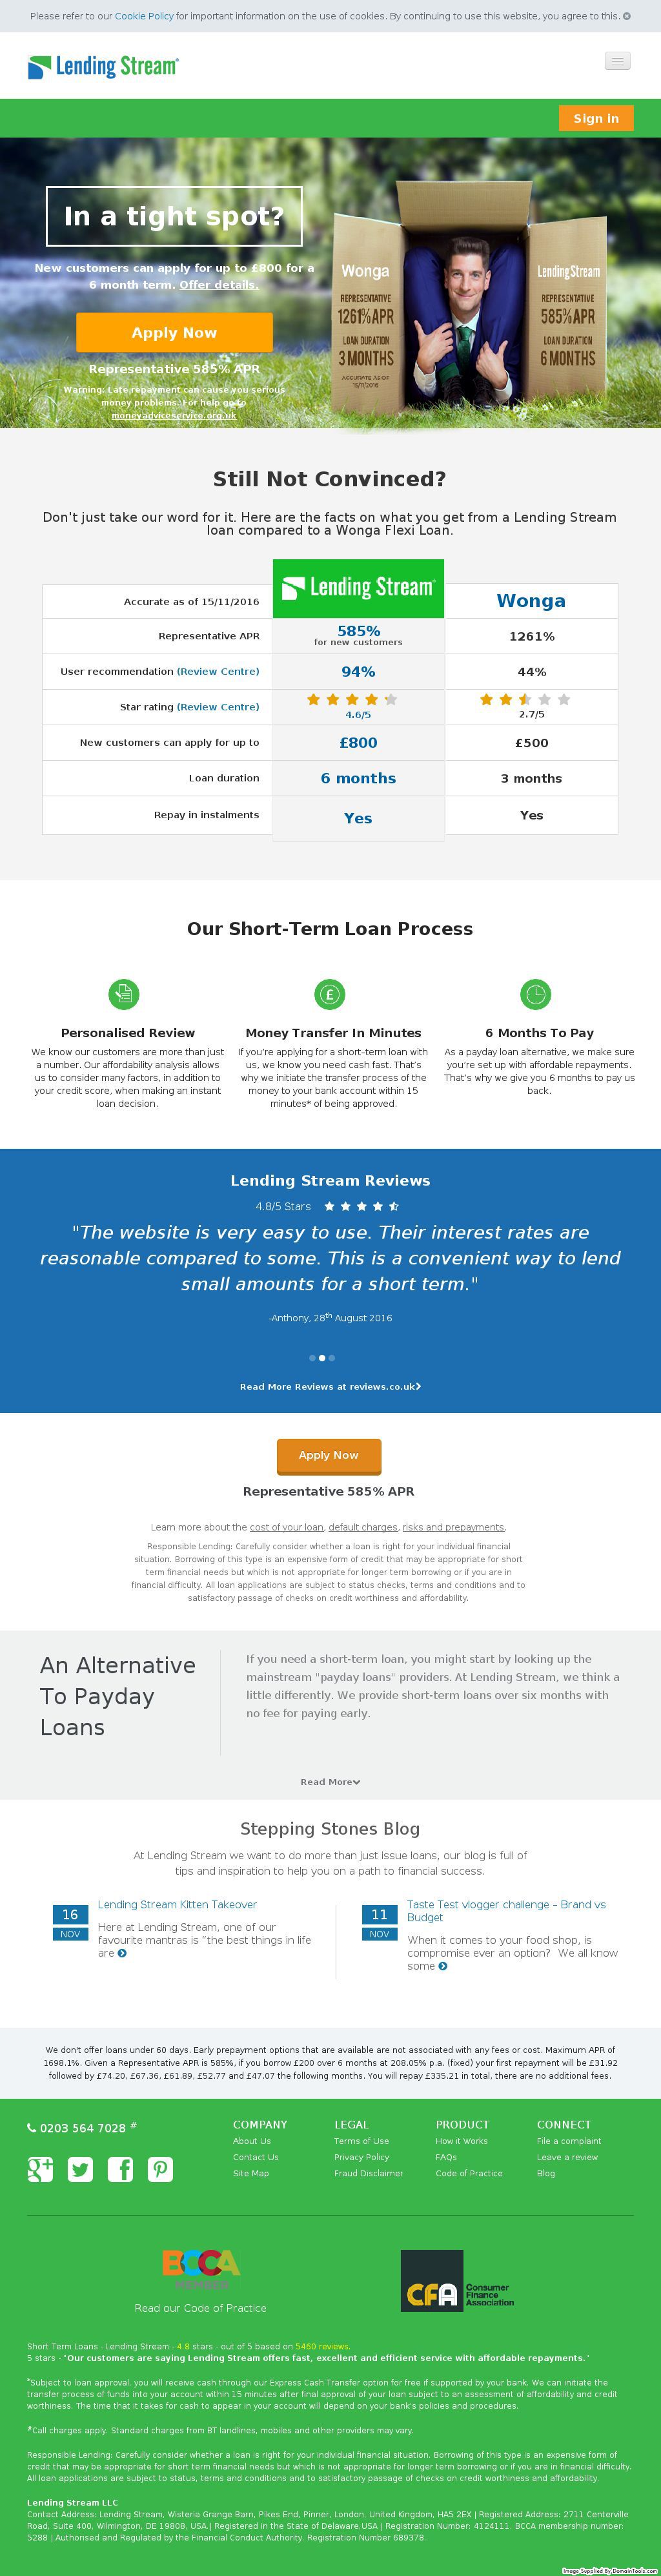 Please refer to our Cookie Policy for important information on the use of cookies. By continuing to use this website, you agree to this.
Lending Stream
Sign in
In a tight spot?
New customers can apply for up to £800 for a
6 month term. Offer details.
Apply Now
Representative 585% APR
Warning: Late repayment can cause you serious
money problems. For help go to
moneyadviceservice.org.uk
Wonga
REPRESENTATIVE
1261% APR
LOAN DURATION
3 MONTHS
ACCURATE AS OF
15/11/2016
Lending Stream
REPRESENTATIVE
585% APR
LOAN DURATION
6 MONTHS
Still Not Convinced?
Don't just take our word for it. Here are the facts on what you get from a Lending Stream
loan compared to a Wonga Flexi Loan.
Accurate as of 15/11/2016 Lending Stream Wonga
Representative APR 585% for new customers 1261%
User recommendation (Review Centre) 94% 44%
Star rating (Review Centre) 4.6/5 2.7/5
New customers can apply for up to £800 £500
Loan duration 6 months 3 months
Repay in instalments Yes Yes
Our Short-Term Loan Process
Personalised Review
We know our customers are more than just
a number. Our affordability analysis allows
us to consider many factors, in addition to
your credit score, when making an instant
loan decision.
Money Transfer In Minutes
If you’re applying for a short-term loan with
us, we know you need cash fast. That’s
why we initiate the transfer process of the
money to your bank account within 15
minutes* of being approved.
6 Months To Pay
As a payday loan alternative, we make sure
you’re set up with affordable repayments.
That’s why we give you 6 months to pay us
back.
Lending Stream Reviews
4.8/5 Stars
"The website is very easy to use. Their interest rates are
reasonable compared to some. This is a convenient way to lend
small amounts for a short term."
-Anthony, 28th August 2016
Read More Reviews at reviews.co.uk
Apply Now
Representative 585% APR
Learn more about the cost of your loan, default charges, risks and prepayments.
Responsible Lending: Carefully consider whether a loan is right for your individual financial
situation. Borrowing of this type is an expensive form of credit that may be appropriate for short
term financial needs but which is not appropriate for longer term borrowing or if you are in
financial difficulty. All loan applications are subject to status checks, terms and conditions and to
satisfactory passage of checks on credit worthiness and affordability.
An Alternative
To Payday
Loans
If you need a short-term loan, you might start by looking up the
mainstream "payday loans" providers. At Lending Stream, we think a
little differently. We provide short-term loans over six months with
no fee for paying early.
Read More
Stepping Stones Blog
At Lending Stream we want to do more than just issue loans, our blog is full of
tips and inspiration to help you on a path to financial success.
16
NOV
Lending Stream Kitten Takeover
Here at Lending Stream, one of our
favourite mantras is “the best things in life
are
11
NOV
Taste Test vlogger challenge – Brand vs
Budget
When it comes to your food shop, is
compromise ever an option? We all know
some
We don't offer loans under 60 days. Early prepayment options that are available are not associated with any fees or cost. Maximum APR of
1698.1%. Given a Representative APR is 585%, if you borrow £200 over 6 months at 208.05% p.a. (fixed) your first repayment will be £31.92
followed by £74.20, £67.36, £61.89, £52.77 and £47.07 the following months. You will repay £335.21 in total, there are no additional fees.
0203 564 7028 #
COMPANY
About Us
Contact Us
Site Map
LEGAL
Terms of Use
Privacy Policy
Fraud Disclaimer
PRODUCT
How it Works
FAQs
Code of Practice
CONNECT
File a complaint
Leave a review
Blog
BCCA
MEMBER
Read our Code of Practice
CFA Consumer
Finance
Association
Short Term Loans - Lending Stream - 4.8 stars - out of 5 based on 5460 reviews.
5 stars - "Our customers are saying Lending Stream offers fast, excellent and efficient service with affordable repayments."
*Subject to loan approval, you will receive cash through our Express Cash Transfer option for free if supported by your bank. We can initiate the
transfer process of funds into your account within 15 minutes after final approval of your loan subject to an assessment of affordability and credit
worthiness. The time that it takes for cash to appear in your account will depend on your bank's policies and procedures.
#Call charges apply. Standard charges from BT landlines, mobiles and other providers may vary.
Responsible Lending: Carefully consider whether a loan is right for your individual financial situation. Borrowing of this type is an expensive form of
credit that may be appropriate for short term financial needs but which is not appropriate for longer term borrowing or if you are in financial difficulty.
All loan applications are subject to status, terms and conditions and to satisfactory passage of checks on credit worthiness and affordability.
Lending Stream LLC
Contact Address: Lending Stream, Wisteria Grange Barn, Pikes End, Pinner, London, United Kingdom, HA5 2EX | Registered Address: 2711 Centerville
Road, Suite 400, Wilmington, DE 19808, USA.| Registered in the State of Delaware,USA | Registration Number: 4124111. BCCA membership number:
5288 | Authorised and Regulated by the Financial Conduct Authority. Registration Number 689378.
Image Supplied By DomainTools.com